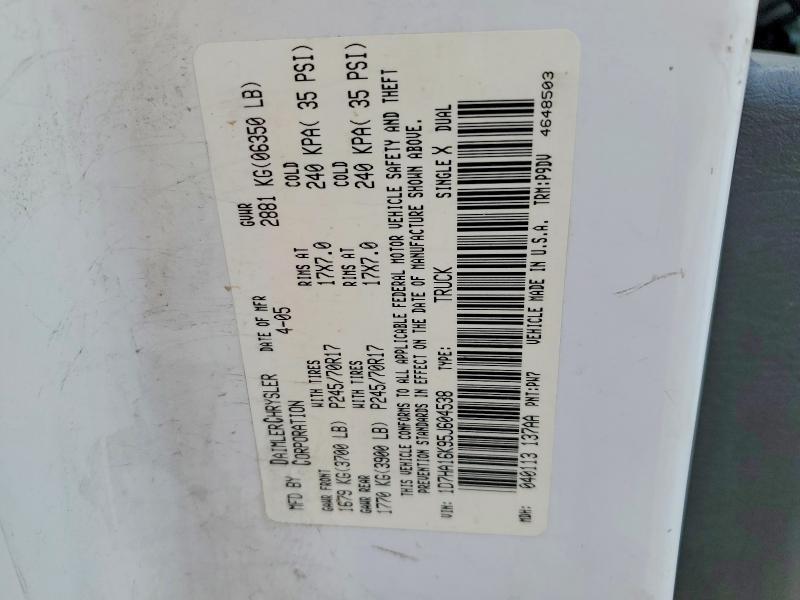 MFD BY DAIMLERCHRYSLER CORPORATION
DATE OF MFR 4-05
GVWR 2881 KG(06350 LB)
GAWR FRONT WITH TIRES RIMS AT COLD
1679 KG(3700 LB) P245/70R17 17X7.0 240 KPA( 35 PSI)
GAWR REAR WITH TIRES RIMS AT COLD
1770 KG(3900 LB) P245/70R17 17X7.0 240 KPA( 35 PSI)
THIS VEHICLE CONFORMS TO ALL APPLICABLE FEDERAL MOTOR VEHICLE SAFETY AND THEFT
PREVENTION STANDARDS IN EFFECT ON THE DATE OF MANUFACTURE SHOWN ABOVE.
VIN: 1D7HA16K95J604538 TYPE: TRUCK SINGLE X DUAL
MDH: 040113 137AA PNT:PW7 VEHICLE MADE IN U.S.A. TRM:P9DV 4648503